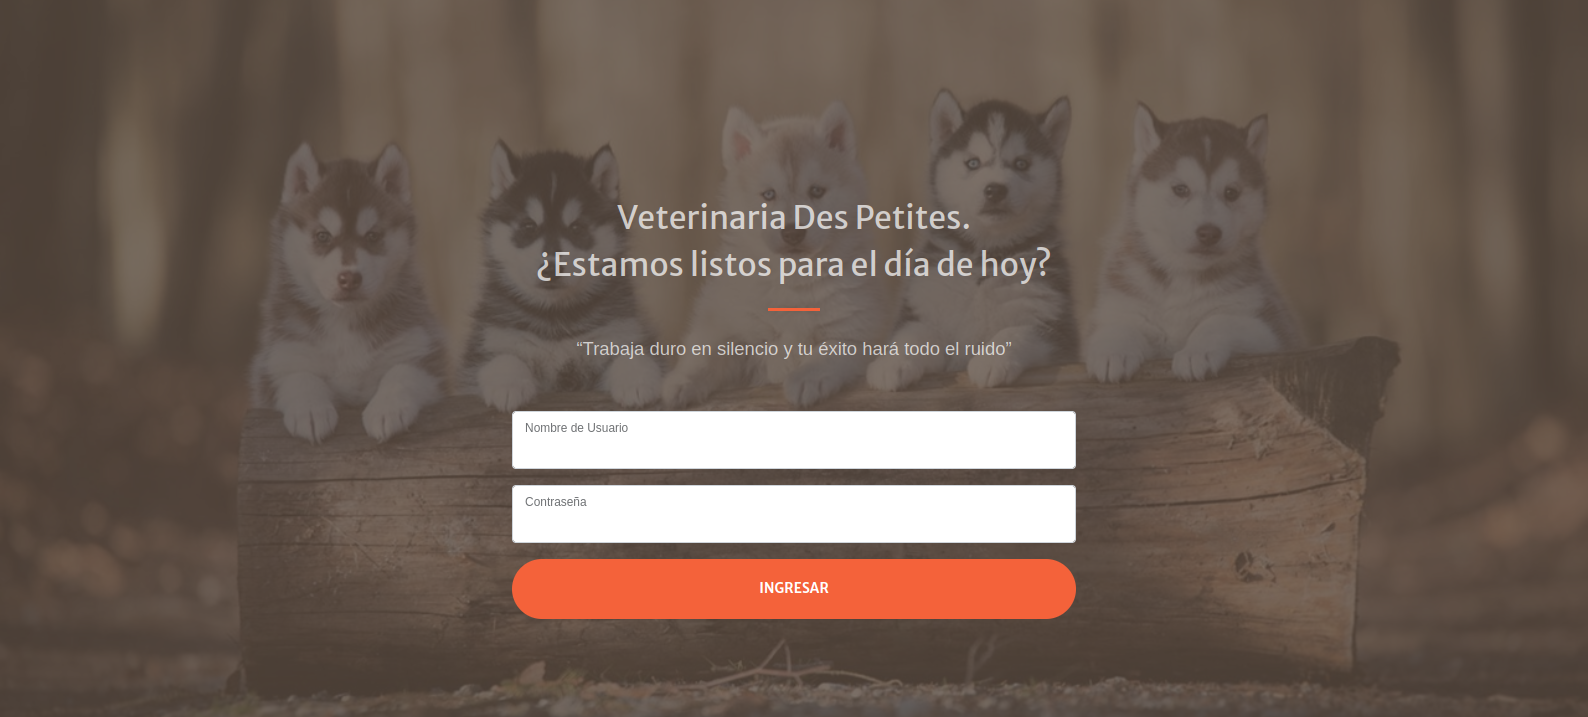 Veterinaria Des Petites.
¿Estamos listos para el día de hoy?
“Trabaja duro en silencio y tu éxito hará todo el ruido”
Nombre de Usuario
Contraseña
INGRESAR